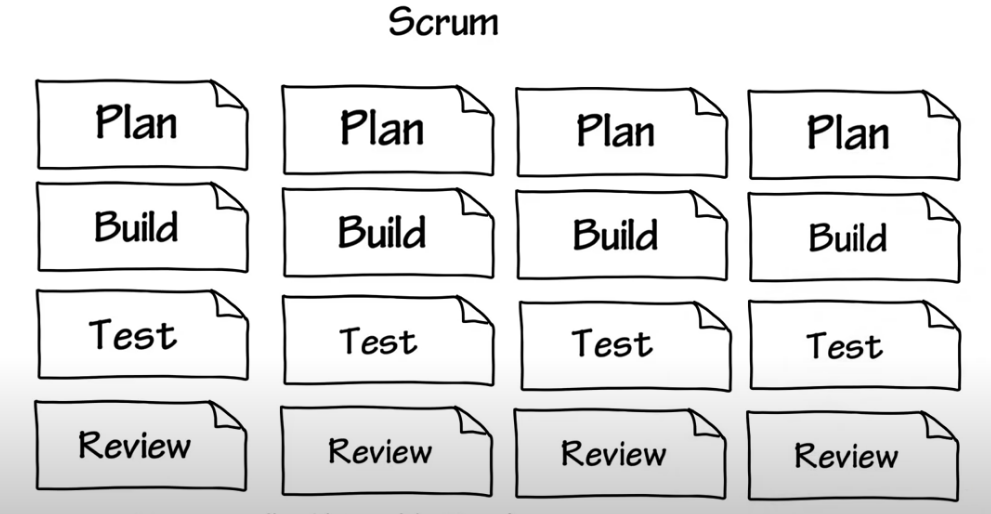 Scrum
Plan Plan Plan Plan
Build Build Build Build
Test Test Test Test
Review Review Review Review